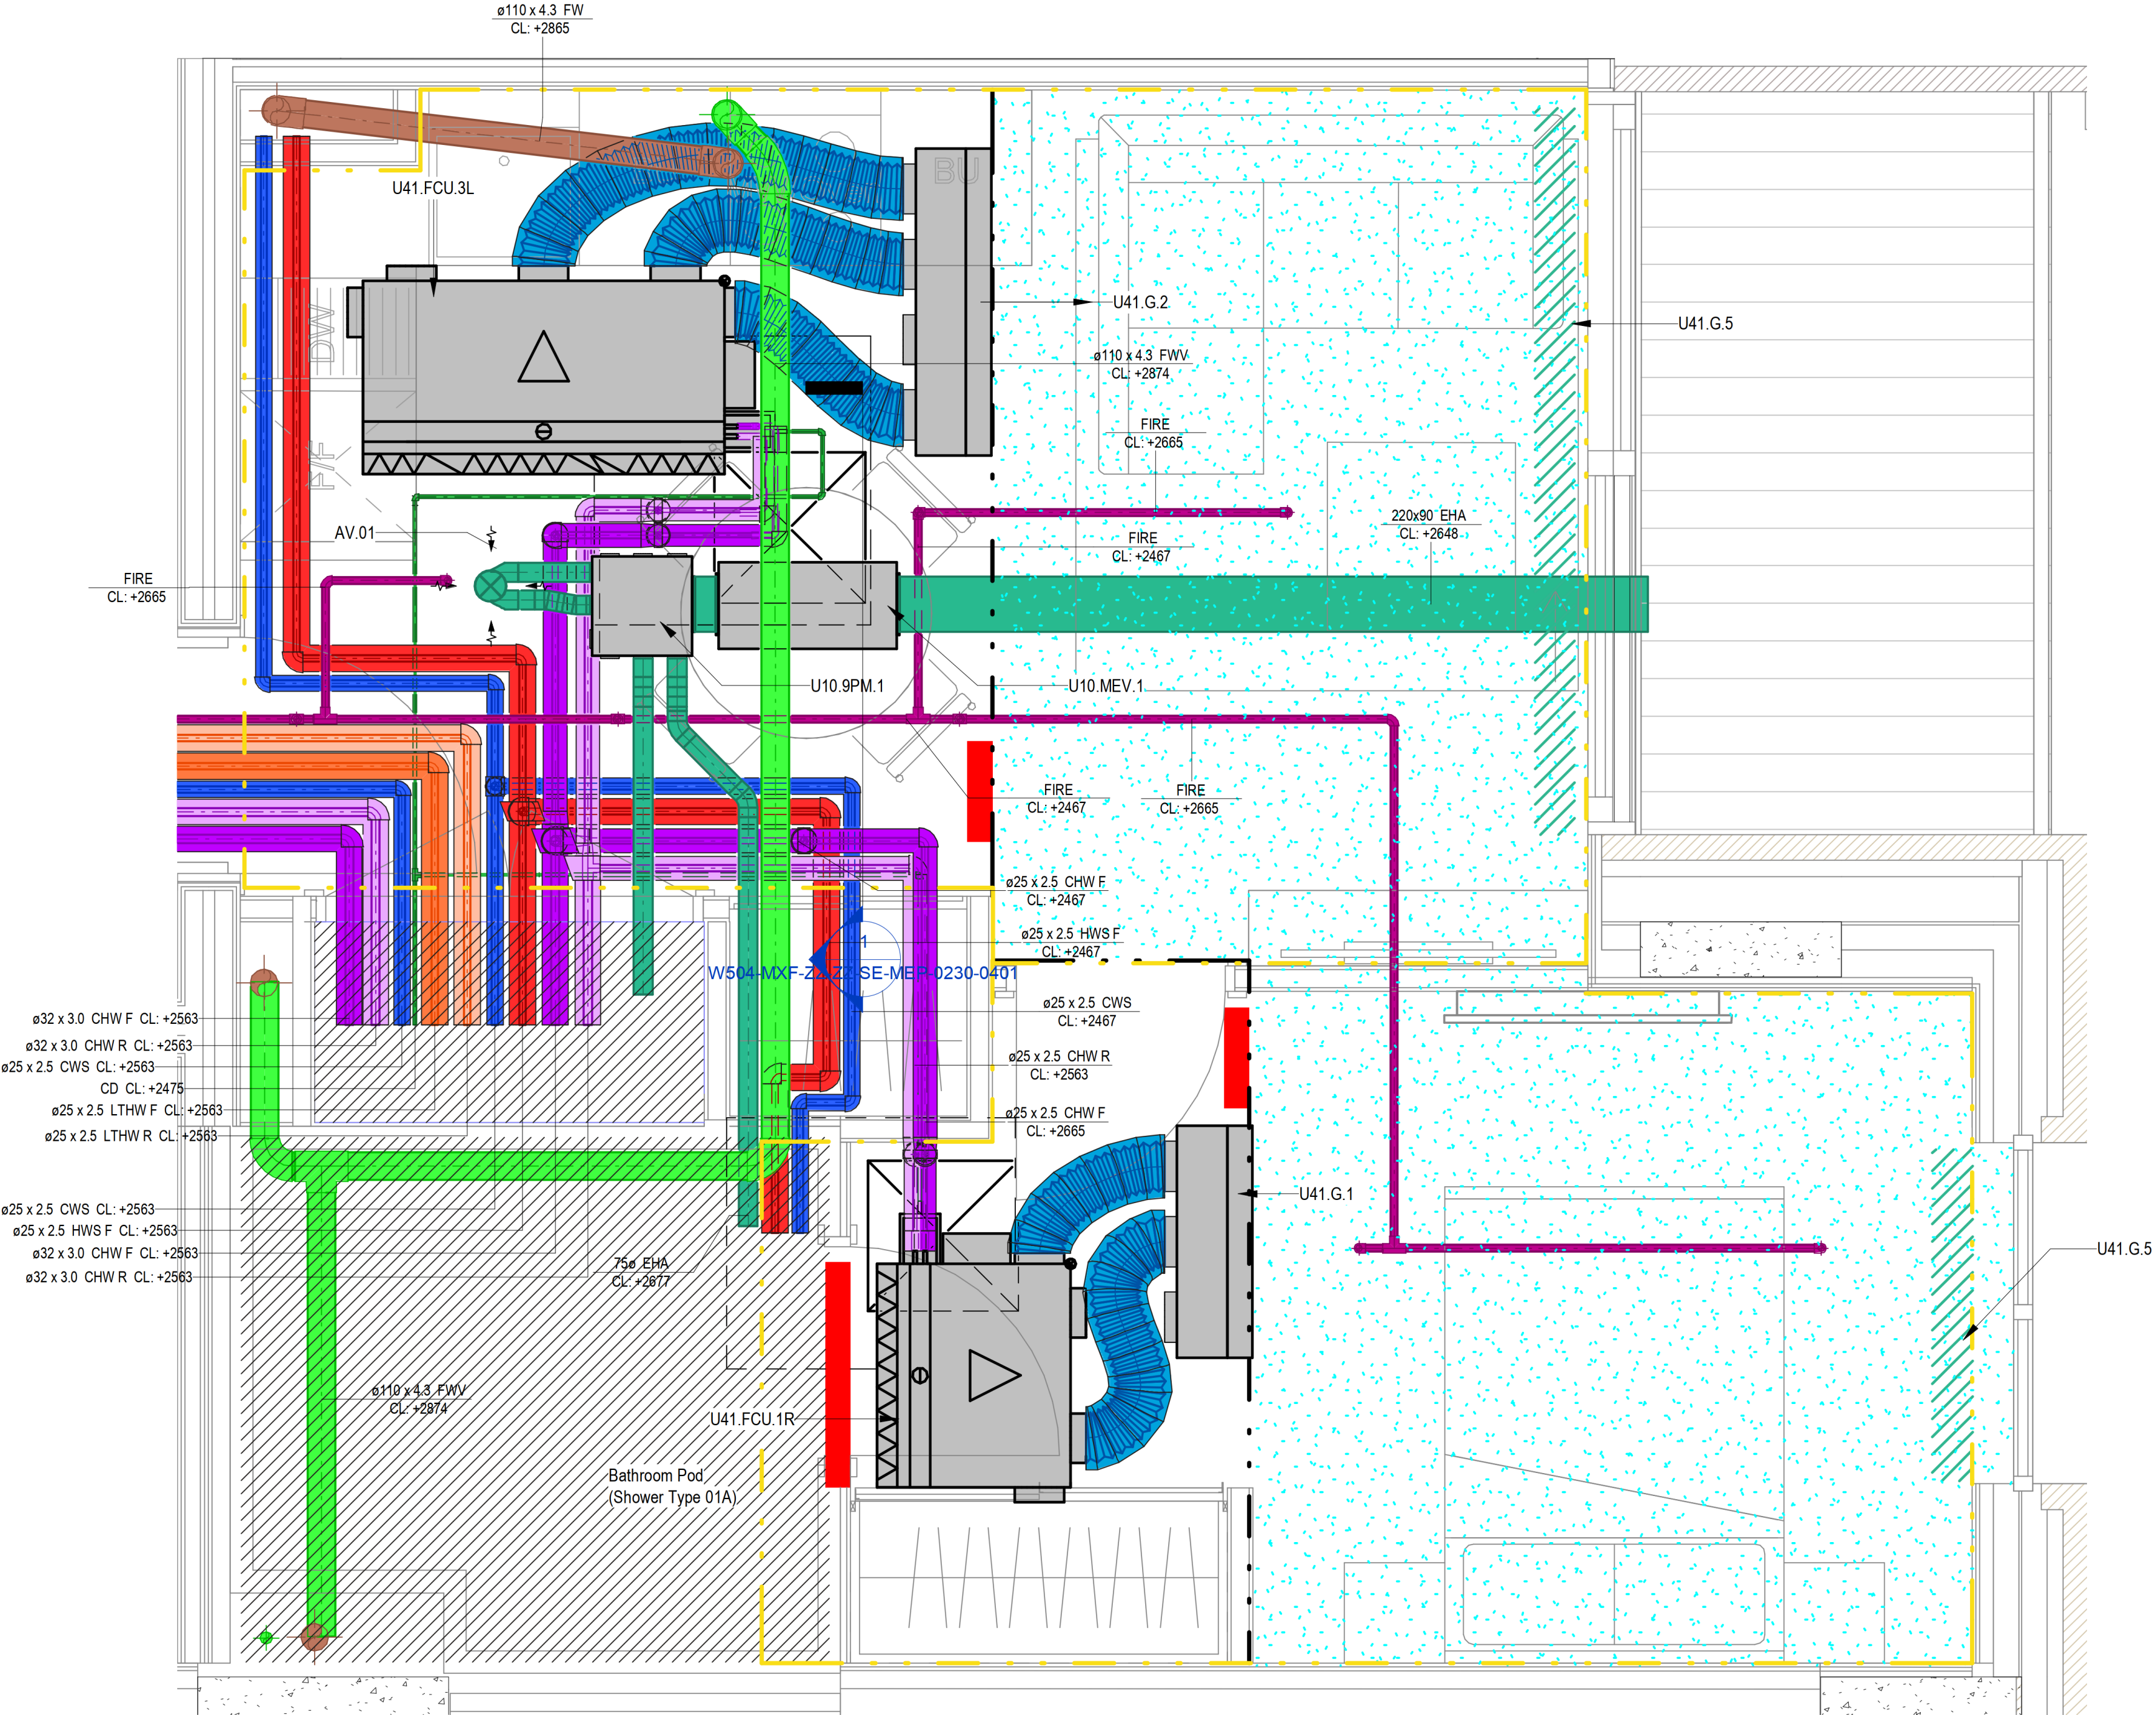 ø110 x 4.3 FW
CL: +2865
U41.FCU.3L
BU
U41.G.2
U41.G.5
DW
ø110 x 4.3 FWV
CL: +2874
FIRE
CL: +2665
F/F
220x90 EHA
CL: +2648
AV.01
FIRE
CL: +2467
FIRE
CL: +2665
U10.9PM.1
U10.MEV.1
FIRE
CL: +2467
FIRE
CL: +2665
ø25 x 2.5 CHW F
CL: +2467
ø25 x 2.5 HWS F
CL: +2467
1
W504-MXF-ZZ-ZZ-SE-MEP-0230-0401
ø25 x 2.5 CWS
CL: +2467
ø32 x 3.0 CHW F CL: +2563
ø32 x 3.0 CHW R CL: +2563
ø25 x 2.5 CWS CL: +2563
CD CL: +2475
ø25 x 2.5 LTHW F CL: +2563
ø25 x 2.5 LTHW R CL: +2563
ø25 x 2.5 CHW R
CL: +2563
ø25 x 2.5 CHW F
CL: +2665
U41.G.1
ø25 x 2.5 CWS CL: +2563
ø25 x 2.5 HWS F CL: +2563
ø32 x 3.0 CHW F CL: +2563
ø32 x 3.0 CHW R CL: +2563
75ø EHA
CL: +2677
U41.G.5
ø110 x 4.3 FWV
CL: +2874
U41.FCU.1R
Bathroom Pod
(Shower Type 01A)